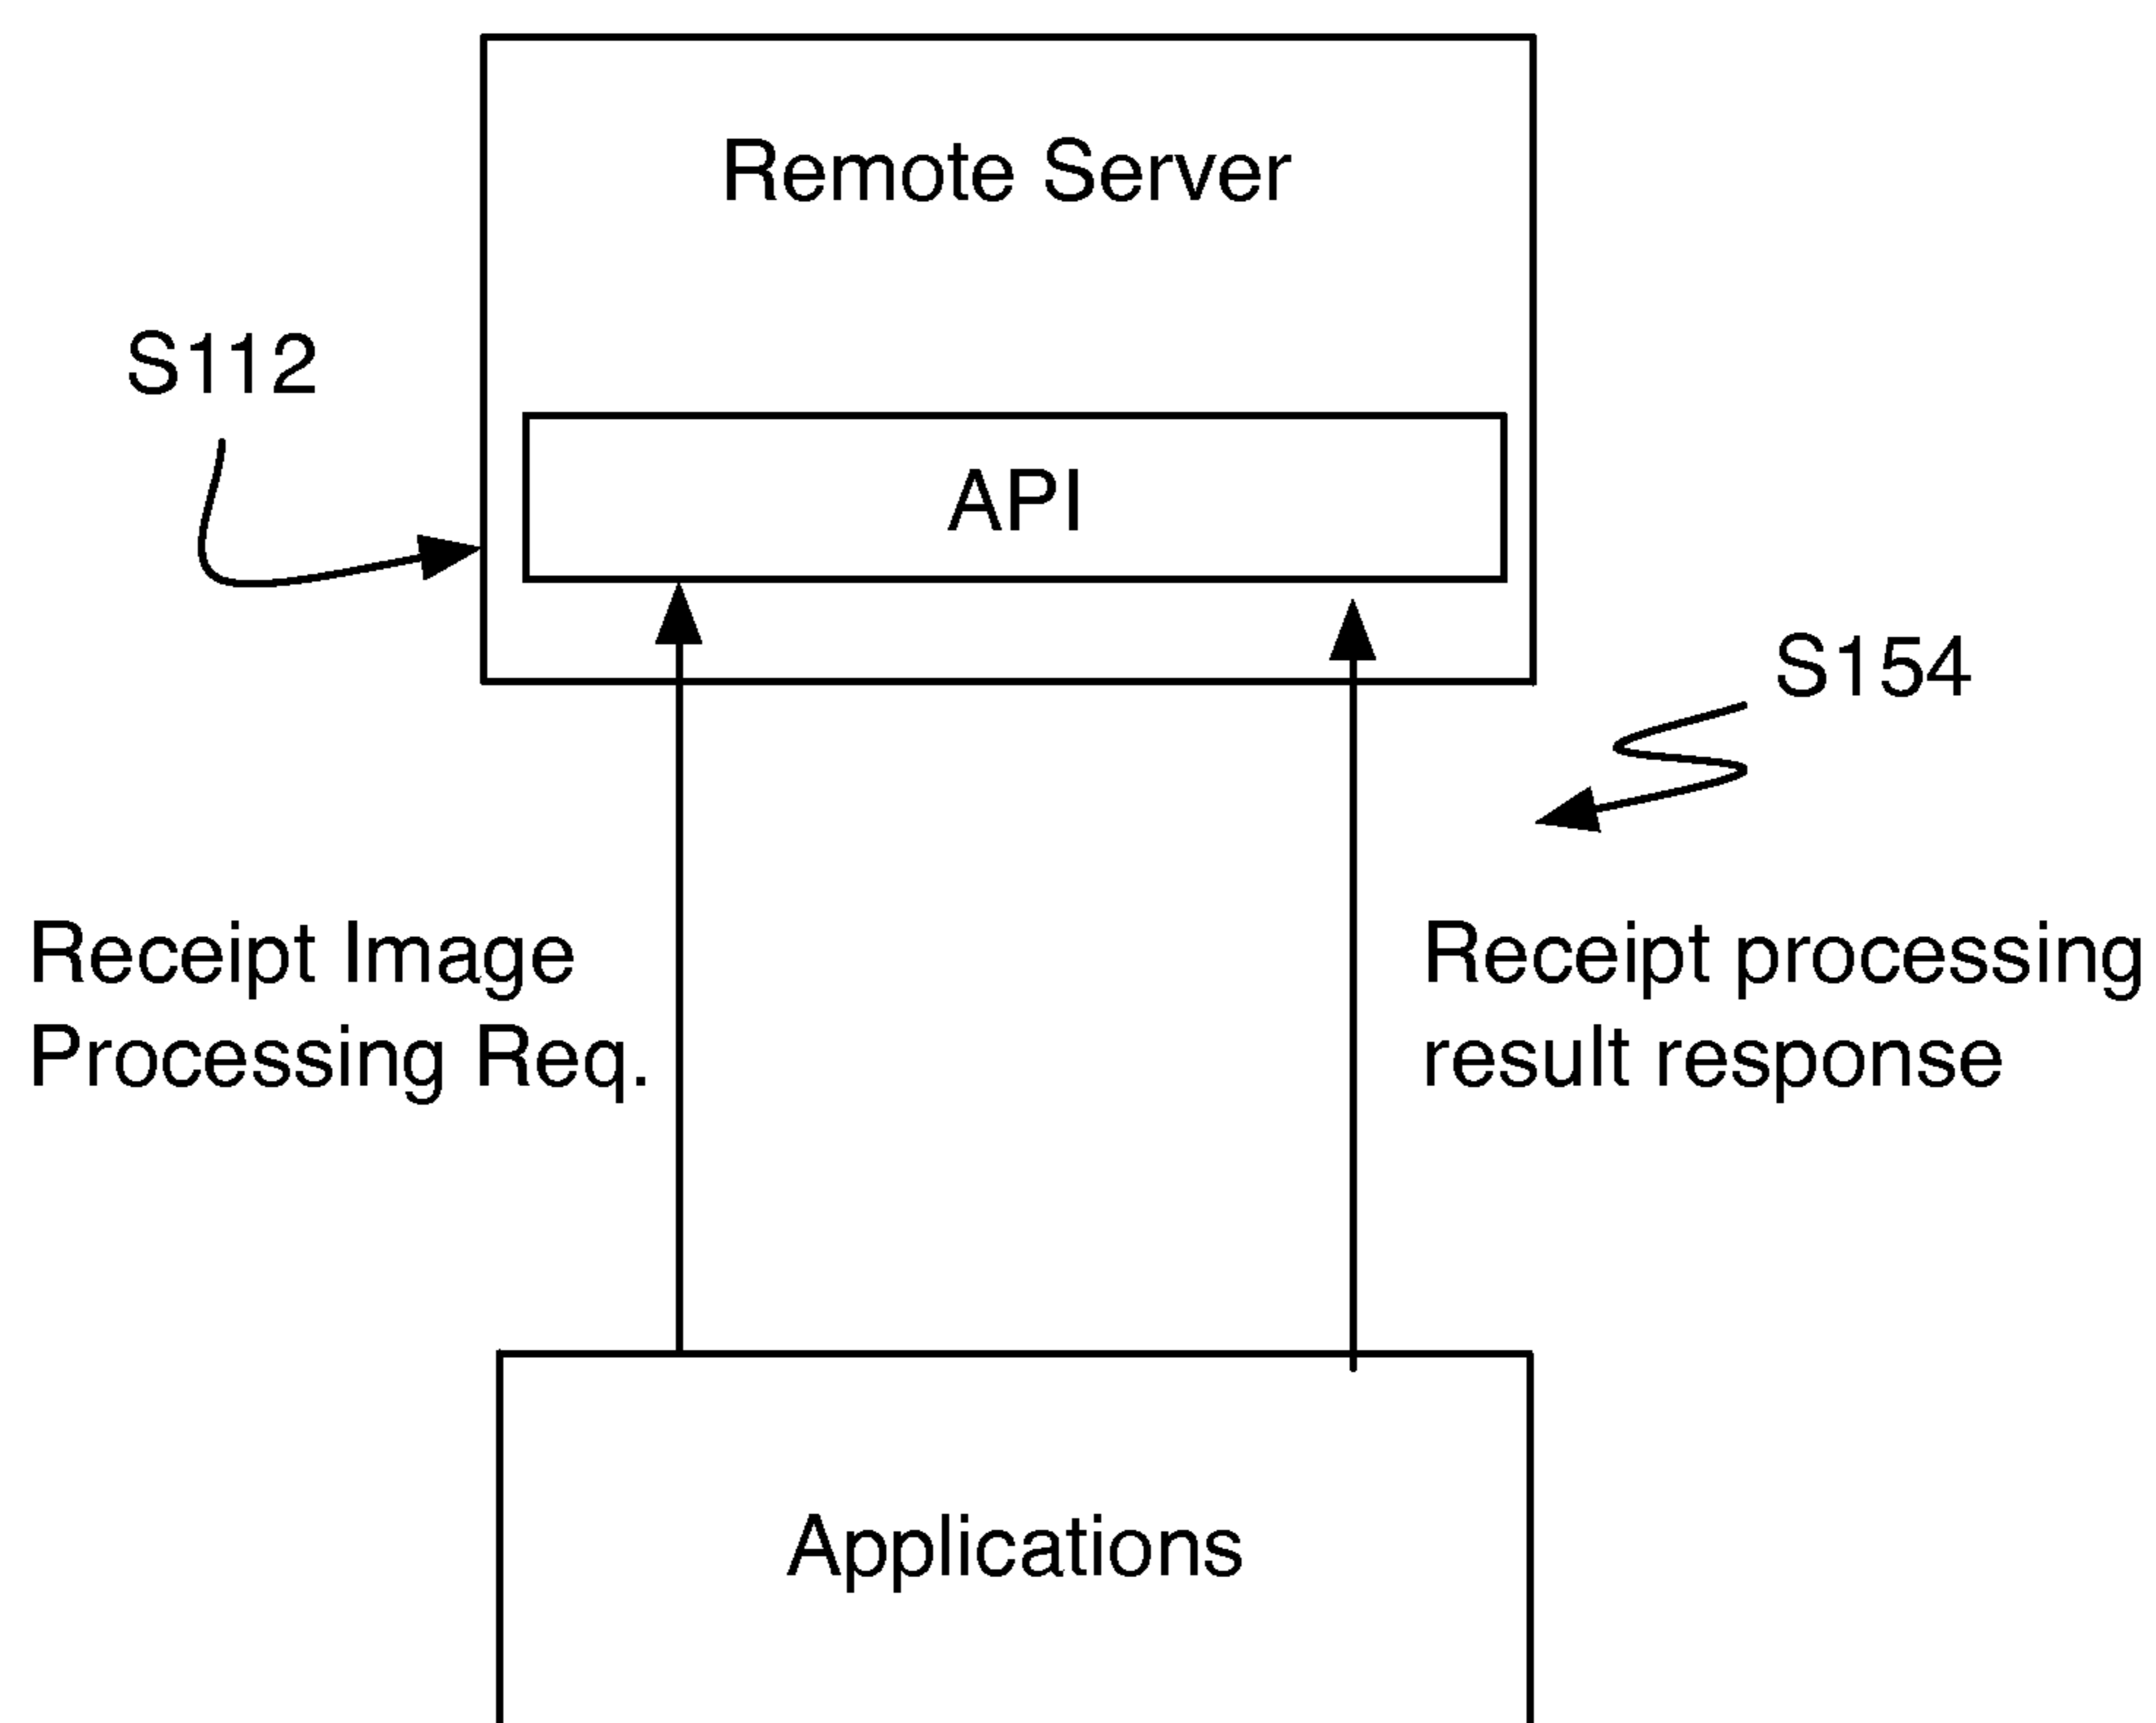 Remote Server
S112
API
S154
Receipt Image
Processing Req.
Receipt processing
result response
Applications